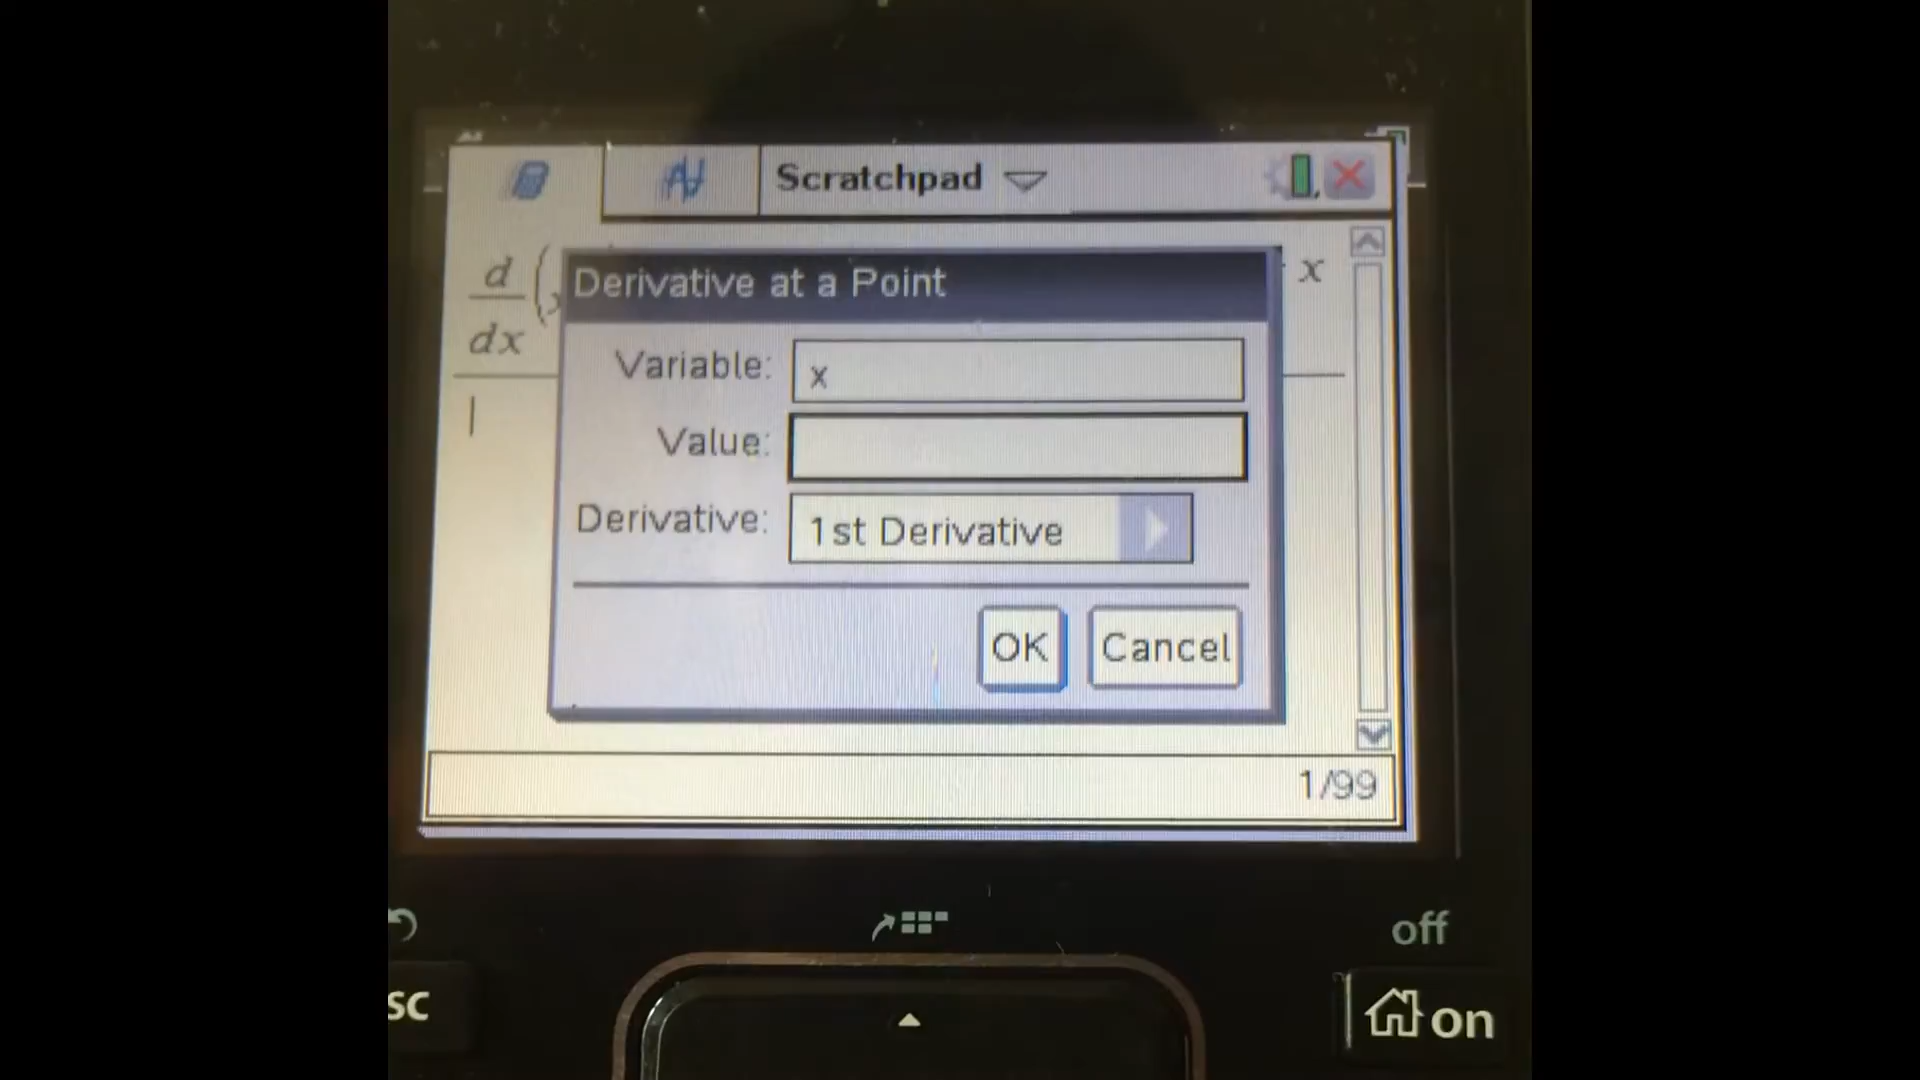 Scratchpad
d
dx
(
x
Derivative at a Point
Variable: x
Value:
Derivative: 1st Derivative
OK Cancel
1/99
off
sc
on